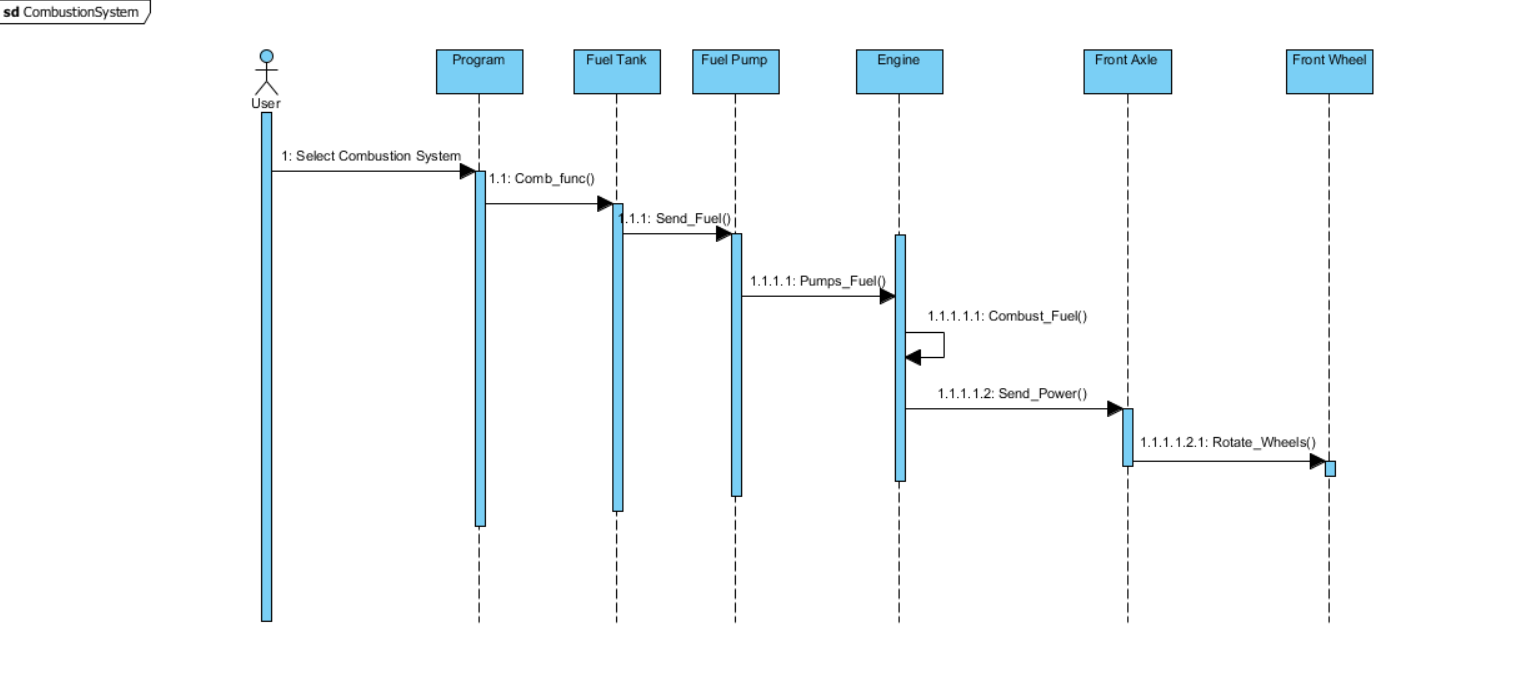 sd CombustionSystem
User
Program
Fuel Tank
Fuel Pump
Engine
Front Axle
Front Wheel
1: Select Combustion System
1.1: Comb_func()
1.1.1: Send_Fuel()
1.1.1.1: Pumps_Fuel()
1.1.1.1.1: Combust_Fuel()
1.1.1.1.2: Send_Power()
1.1.1.1.2.1: Rotate_Wheels()